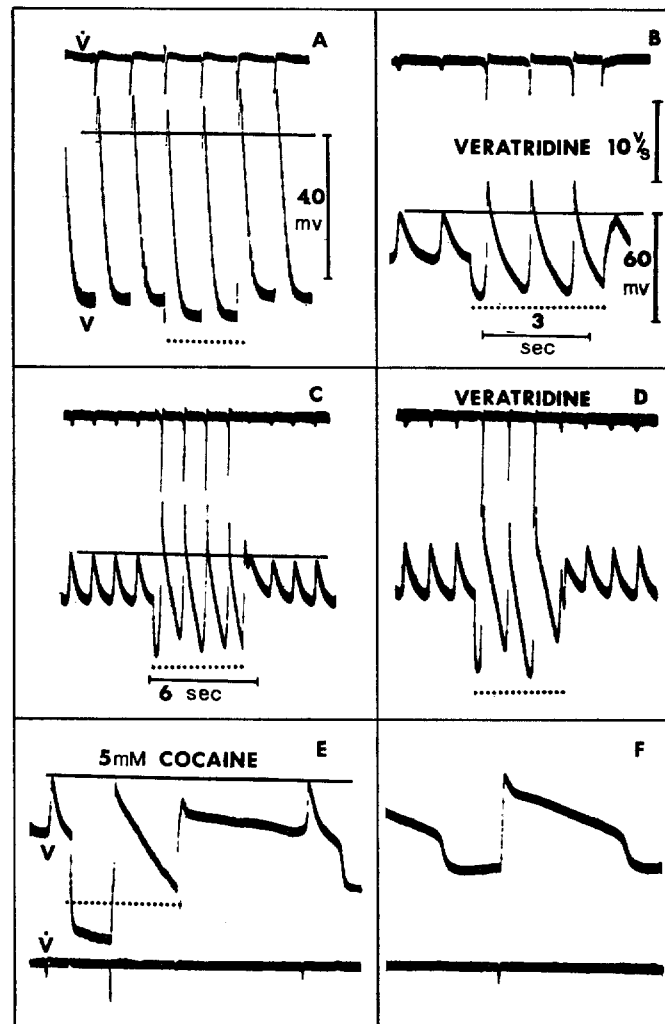 V̇
A
40
mv
V
B
VERATRIDINE 10 V/S
60
mv
3
sec
C
6 sec
VERATRIDINE
D
E
5mM COCAINE
V
V̇
F